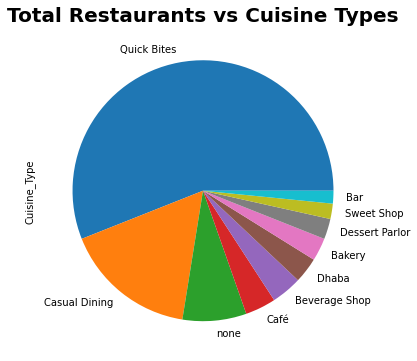 Total Restaurants vs Cuisine Types
Quick Bites
Cuisine_Type
Bar
Sweet Shop
Dessert Parlor
Bakery
Dhaba
Beverage Shop
Café
none
Casual Dining